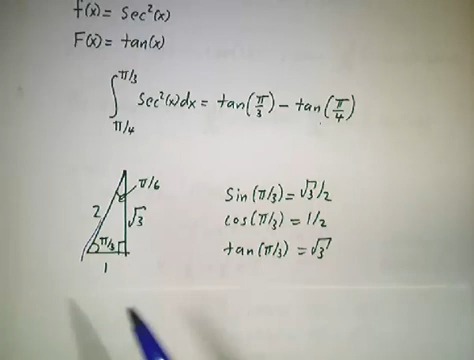 f(x) = sec²(x)
F(x) = tan(x)
∫_{π/4}^{π/3} sec²(x)dx = tan(π/3) − tan(π/4)
π/6
2
√3
π/3
1
sin(π/3) = √3/2
cos(π/3) = 1/2
tan(π/3) = √3